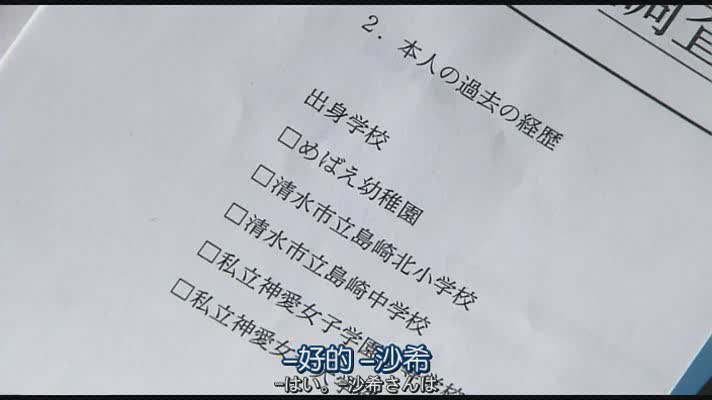 調査
2．本人の過去の経歴
出身学校
□めばえ幼稚園
□清水市立島崎北小学校
□清水市立島崎中学校
□私立神愛女子学園
□私立神愛女
-好的 -沙希
-はい。-沙希さんは